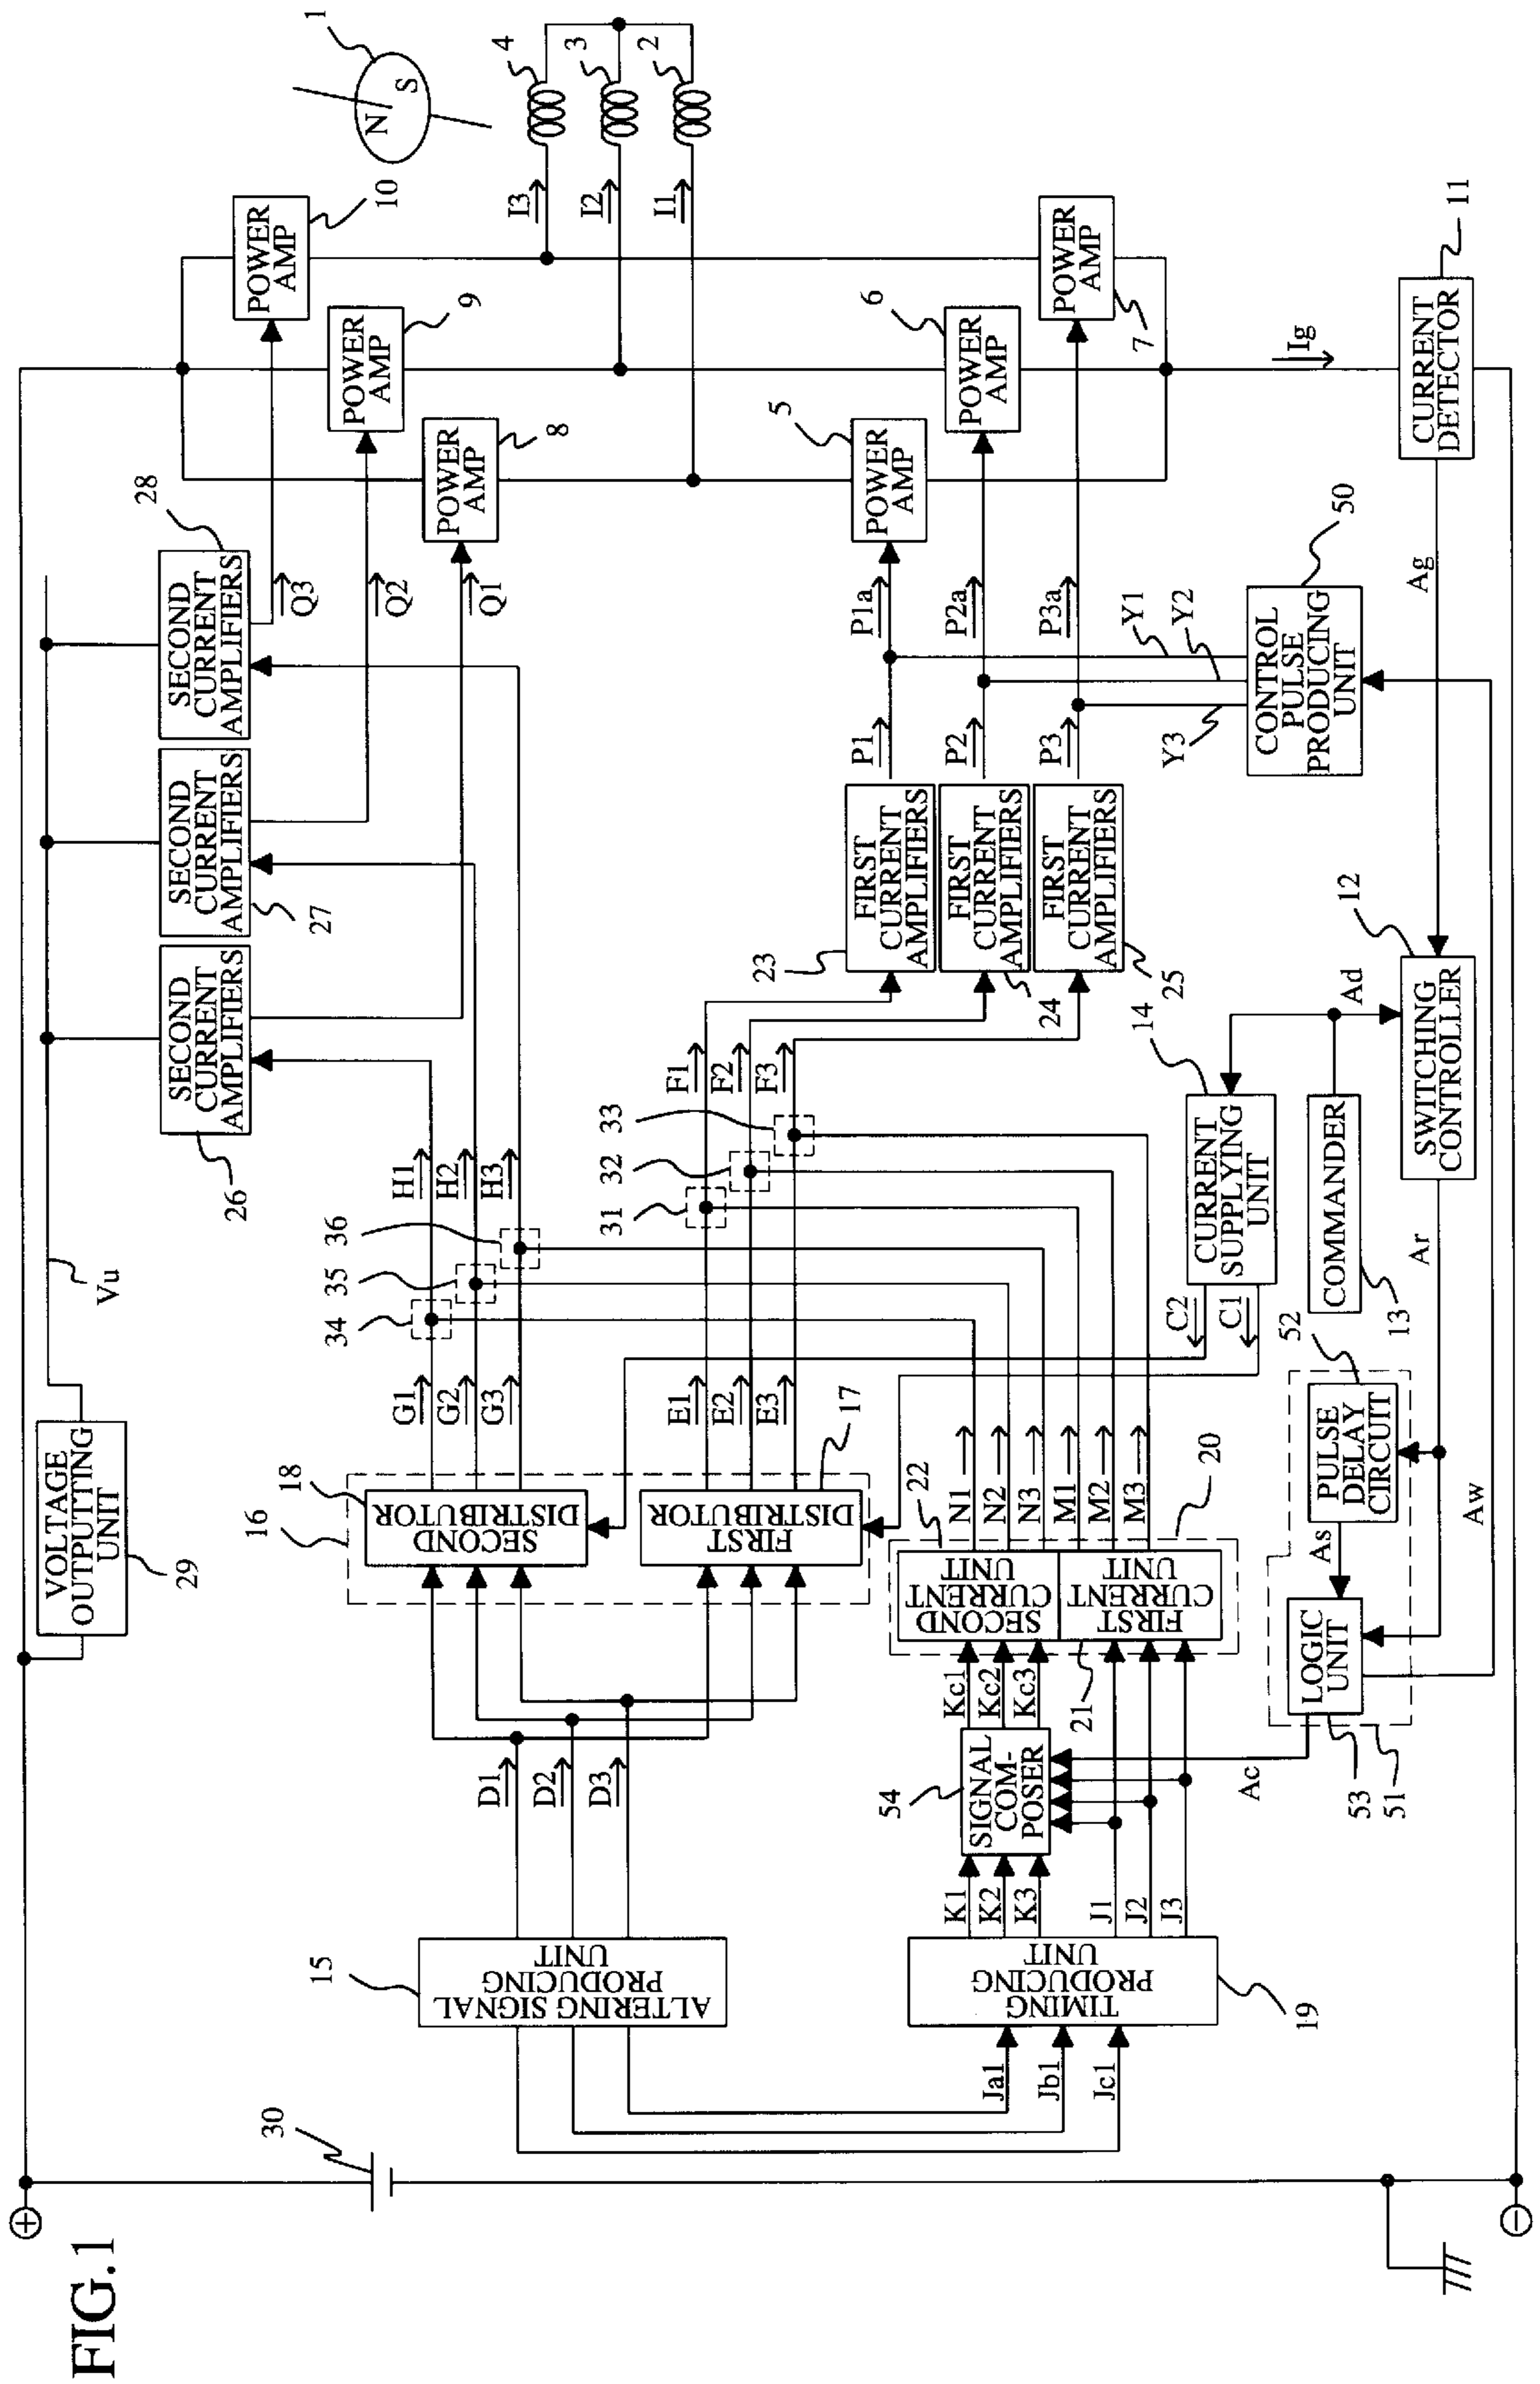 FIG.1
30
VOLTAGE
OUTPUTTING
UNIT
29
Vu
SECOND
CURRENT
AMPLIFIERS
26
SECOND
CURRENT
AMPLIFIERS
27
SECOND
CURRENT
AMPLIFIERS
28
Q3
Q2
Q1
POWER
AMP
10
POWER
AMP
9
POWER
AMP
8
N
S
1
I3
4
I2
3
I1
2
15
ALTERING SIGNAL
PRODUCING
UNIT
D1
D2
D3
16
18
SECOND
DISTRIBUTOR
FIRST
DISTRIBUTOR
17
G1
G2
G3
34
35
36
H1
H2
H3
E1
E2
E3
31
32
33
F1
F2
F3
23
FIRST
CURRENT
AMPLIFIERS
24
FIRST
CURRENT
AMPLIFIERS
25
FIRST
CURRENT
AMPLIFIERS
P1
P2
P3
P1a
P2a
P3a
Y1
Y2
Y3
POWER
AMP
5
POWER
AMP
6
POWER
AMP
7
Ig
Ja1
Jb1
Jc1
TIMING
PRODUCING
UNIT
19
K1
K2
K3
J1
J2
J3
54
SIGNAL
COM-
POSER
Kc1
Kc2
Kc3
Ac
21
22
SECOND
CURRENT
UNIT
FIRST
CURRENT
UNIT
20
N1
N2
N3
M1
M2
M3
C2
C1
CURRENT
SUPPLYING
UNIT
14
COMMANDER
13
Ad
CONTROL
PULSE
PRODUCING
UNIT
50
LOGIC
UNIT
53
51
As
PULSE
DELAY
CIRCUIT
52
Ar
Aw
SWITCHING
CONTROLLER
12
Ag
CURRENT
DETECTOR
11